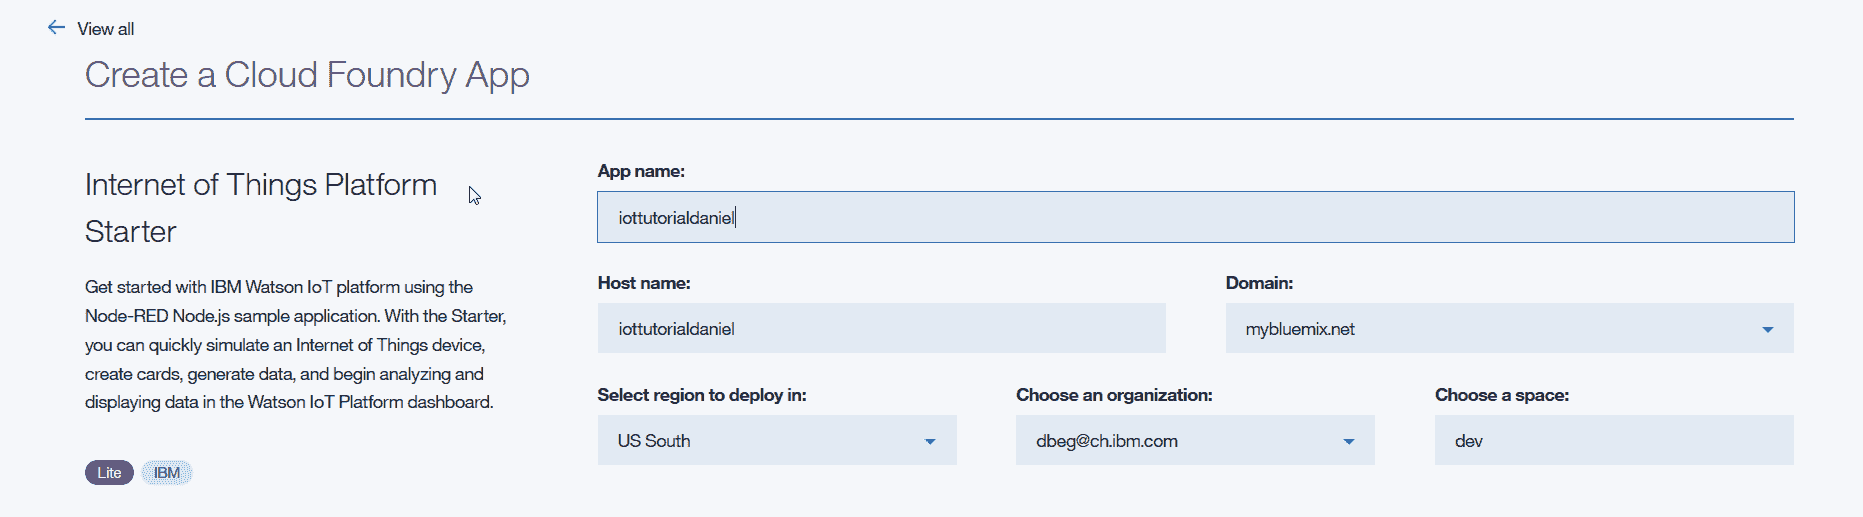 View all
Create a Cloud Foundry App
Internet of Things Platform
Starter
Get started with IBM Watson IoT platform using the
Node-RED Node.js sample application. With the Starter,
you can quickly simulate an Internet of Things device,
create cards, generate data, and begin analyzing and
displaying data in the Watson IoT Platform dashboard.
Lite IBM
App name:
iottutorialdaniel
Host name:
iottutorialdaniel
Domain:
mybluemix.net
Select region to deploy in:
US South
Choose an organization:
dbeg@ch.ibm.com
Choose a space:
dev